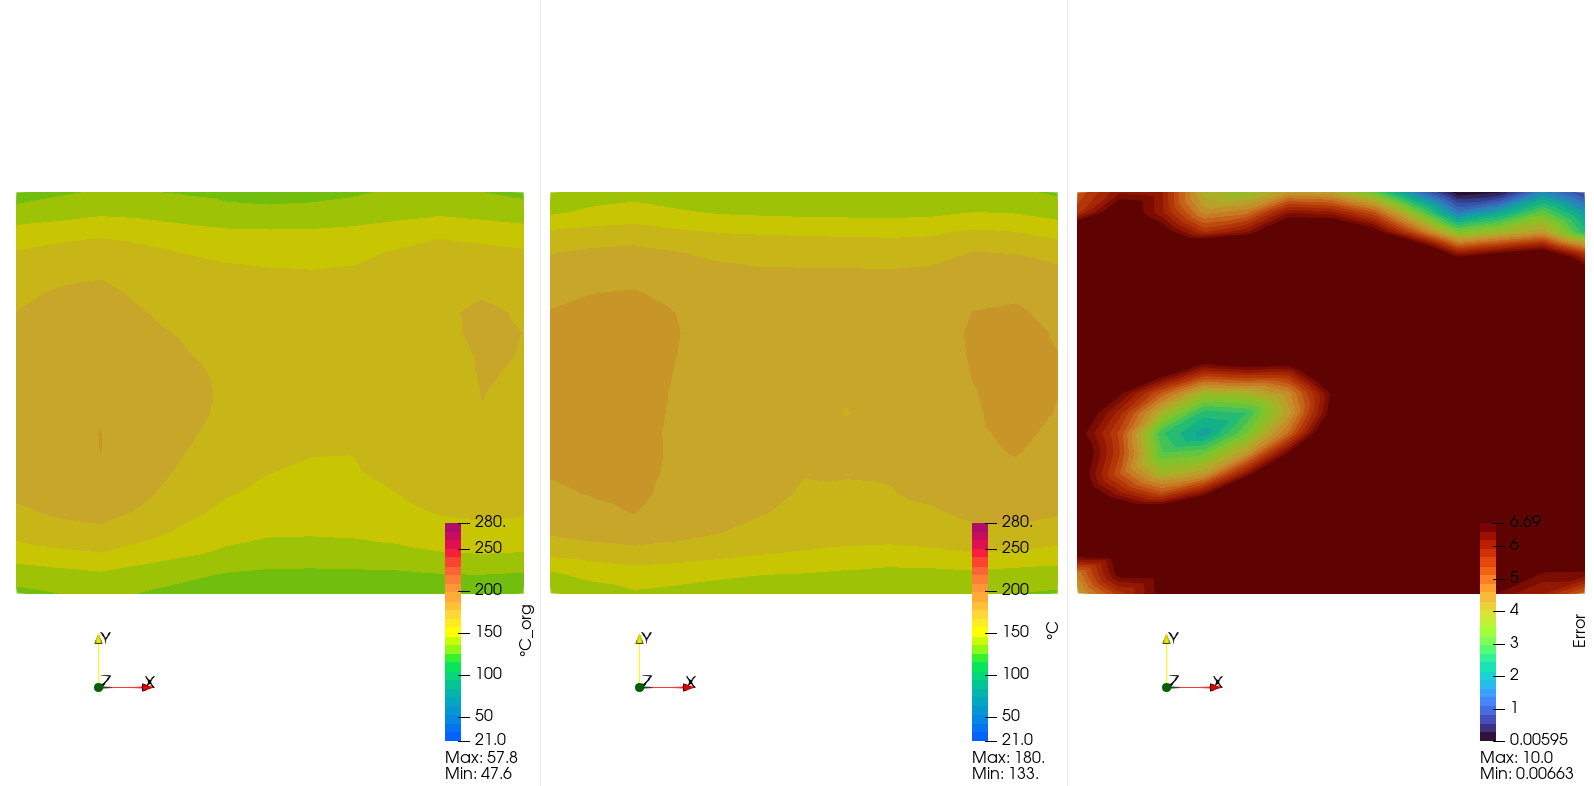 280.
250
200
150
100
50
21.0
°C_org
Max: 57.8
Min: 47.6
Y
Z
X
280.
250
200
150
100
50
21.0
°C
Max: 180.
Min: 133.
Y
Z
X
6.69
6
5
4
3
2
1
0.00595
Error
Max: 10.0
Min: 0.00663
Y
Z
X